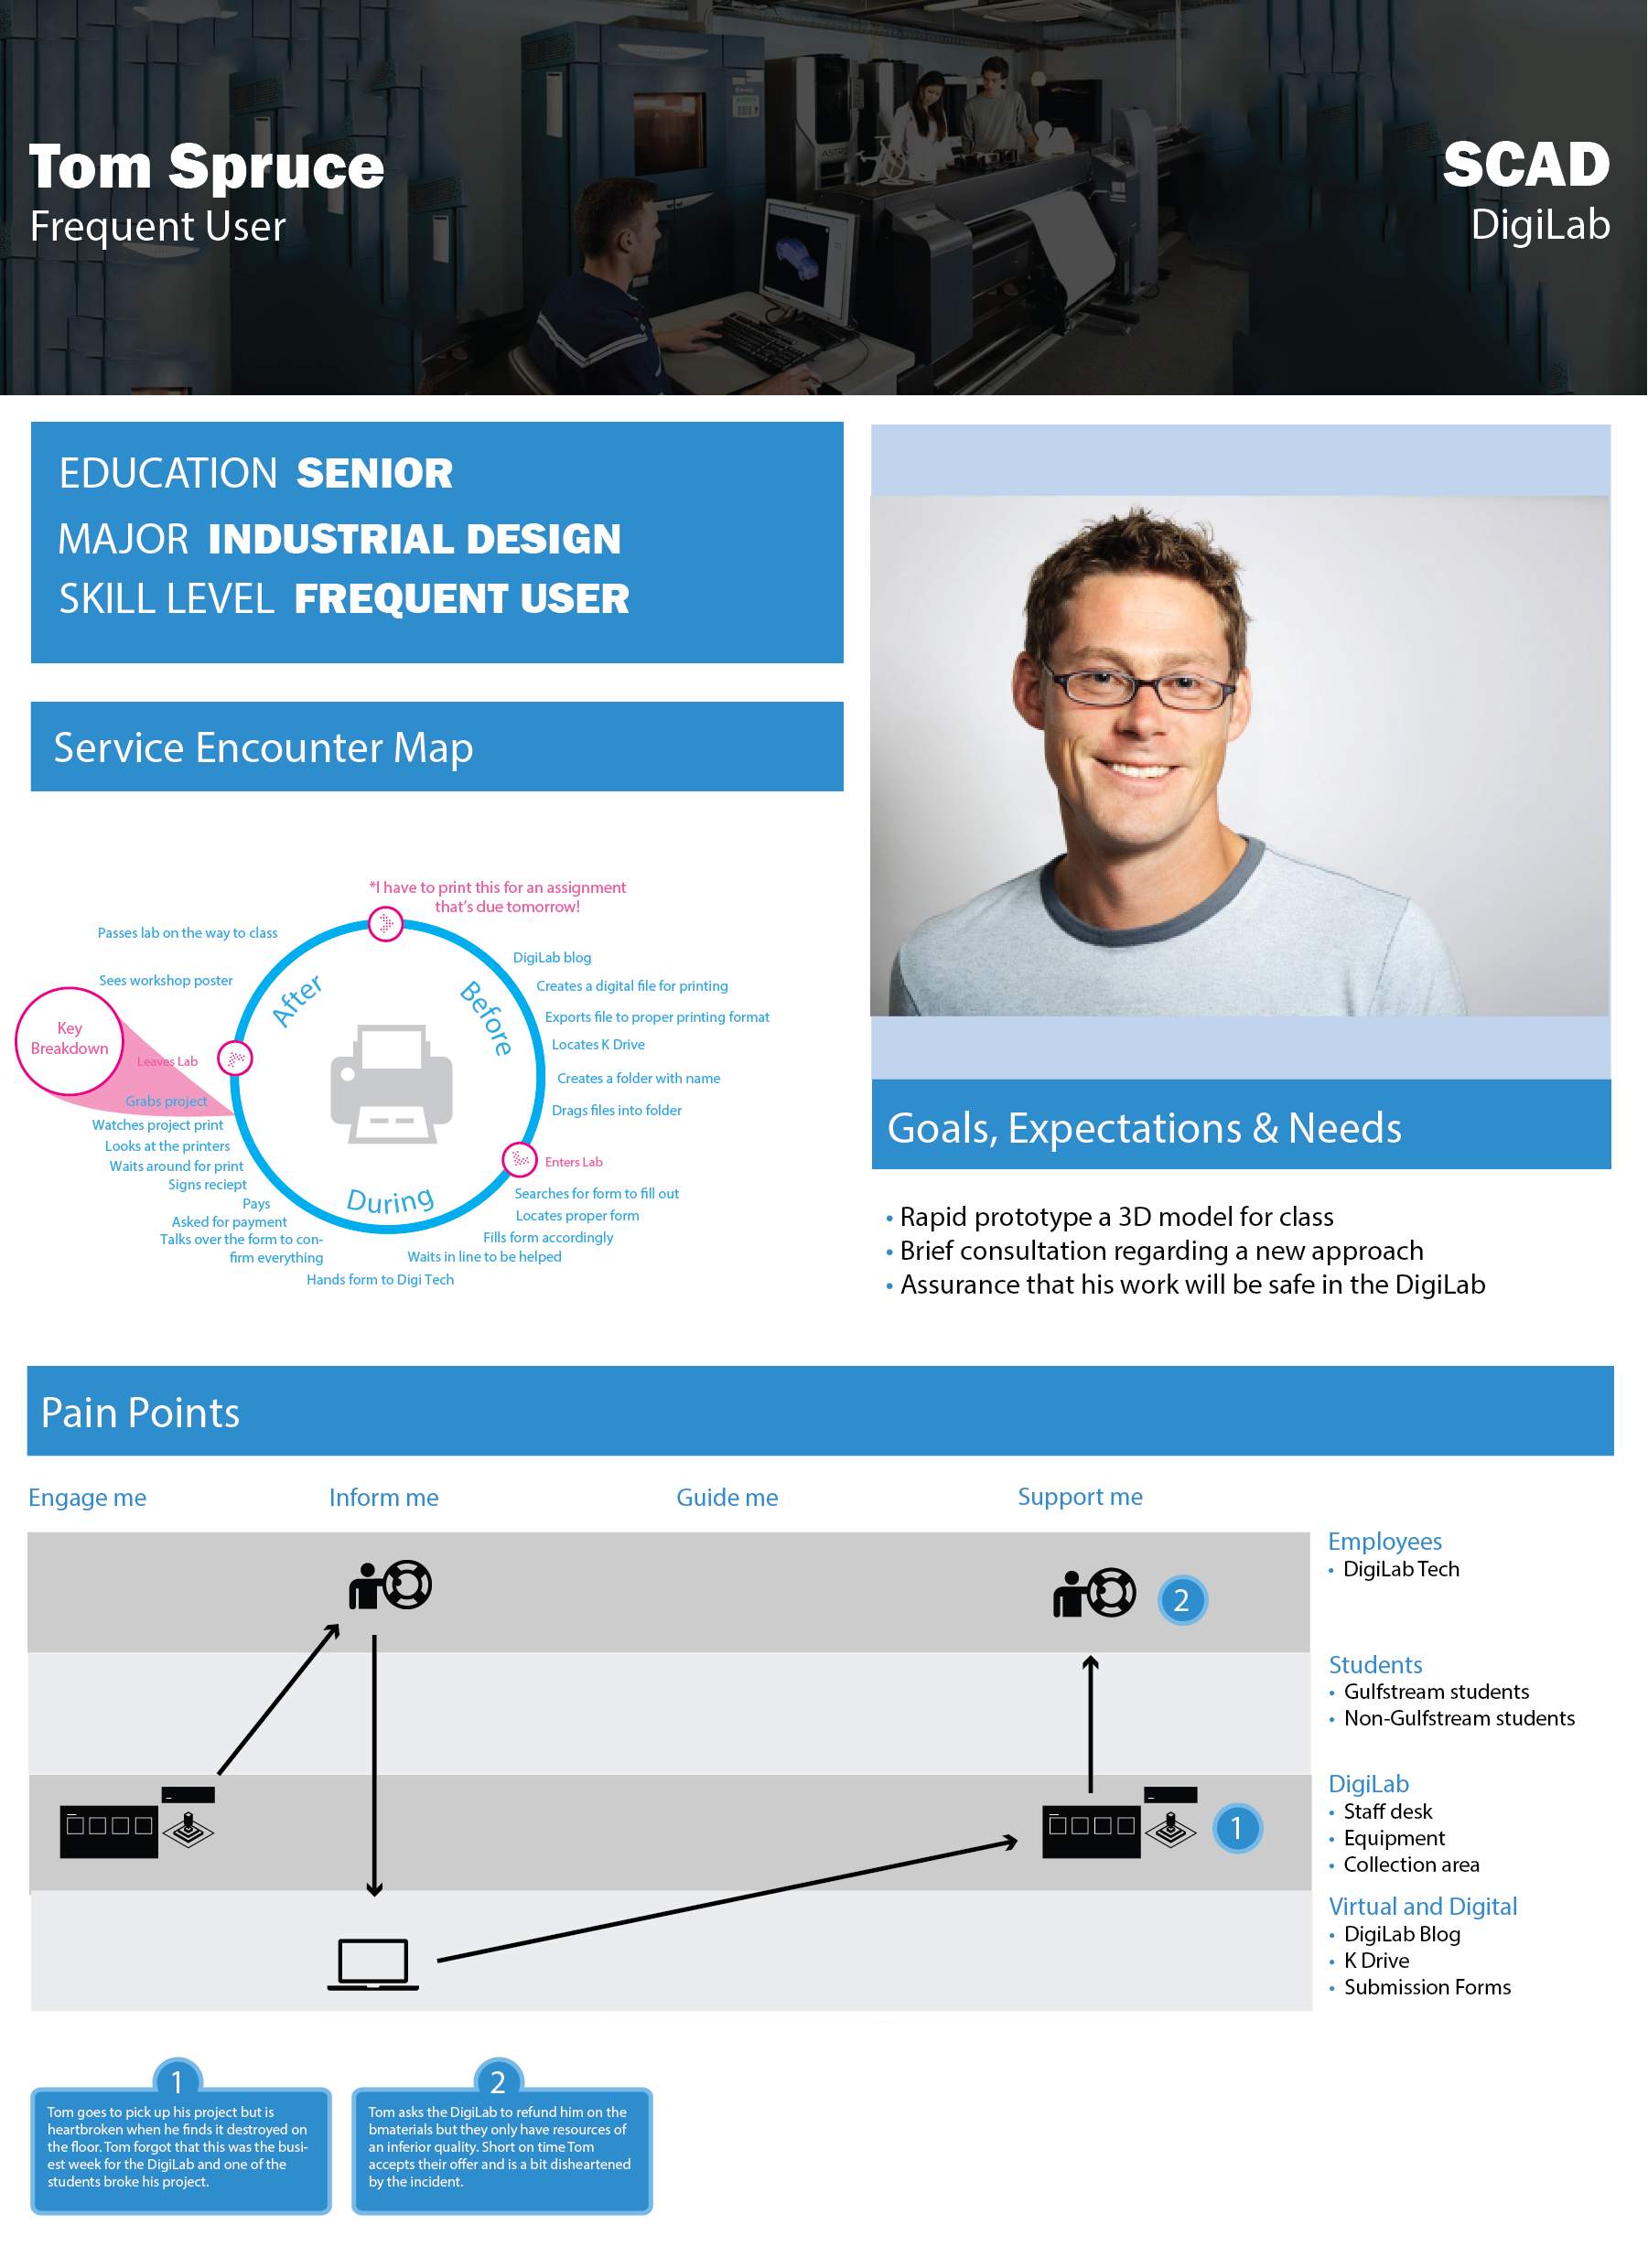 Tom Spruce
Frequent User
SCAD
DigiLab
EDUCATION SENIOR
MAJOR INDUSTRIAL DESIGN
SKILL LEVEL FREQUENT USER
Service Encounter Map
*I have to print this for an assignment
that's due tomorrow!
Before
DigiLab blog
Creates a digital file for printing
Exports file to proper printing format
Locates K Drive
Creates a folder with name
Drags files into folder
Enters Lab
During
Searches for form to fill out
Locates proper form
Fills form accordingly
Waits in line to be helped
Hands form to Digi Tech
Talks over the form to con-
firm everything
Asked for payment
Pays
Signs reciept
Waits around for print
Looks at the printers
Watches project print
Grabs project
Leaves Lab
Key
Breakdown
After
Sees workshop poster
Passes lab on the way to class
Goals, Expectations & Needs
• Rapid prototype a 3D model for class
• Brief consultation regarding a new approach
• Assurance that his work will be safe in the DigiLab
Pain Points
Engage me
Inform me
Guide me
Support me
2
1
Employees
• DigiLab Tech
Students
• Gulfstream students
• Non-Gulfstream students
DigiLab
• Staff desk
• Equipment
• Collection area
Virtual and Digital
• DigiLab Blog
• K Drive
• Submission Forms
1
Tom goes to pick up his project but is
heartbroken when he finds it destroyed on
the floor. Tom forgot that this was the busi-
est week for the DigiLab and one of the
students broke his project.
2
Tom asks the DigiLab to refund him on the
bmaterials but they only have resources of
an inferior quality. Short on time Tom
accepts their offer and is a bit disheartened
by the incident.